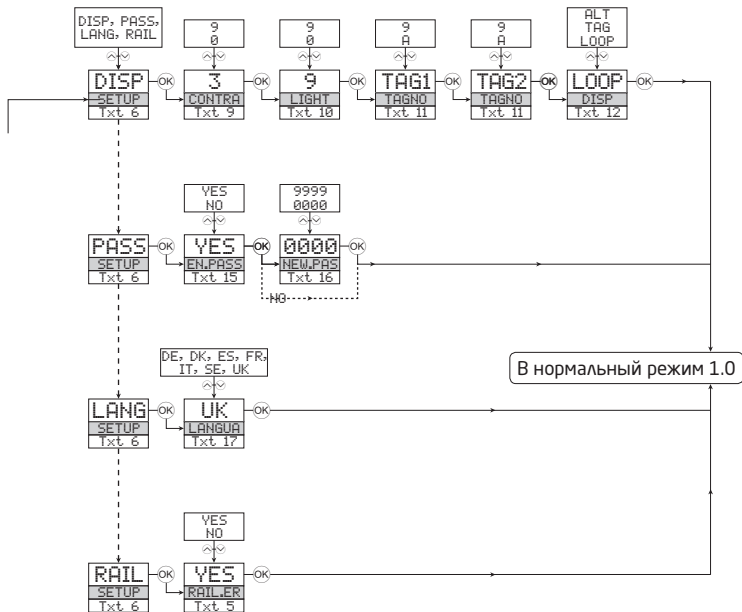 DISP, PASS,
LANG, RAIL
9
0
9
0
9
A
9
A
ALT
TAG
LOOP
DISP
SETUP
Txt 6
OK
3
CONTRA
Txt 9
OK
9
LIGHT
Txt 10
OK
TAG1
TAGNO
Txt 11
OK
TAG2
TAGNO
Txt 11
OK
LOOP
DISP
Txt 12
OK
YES
NO
9999
0000
PASS
SETUP
Txt 6
OK
YES
EN.PASS
Txt 15
OK
0000
NEW.PAS
Txt 16
OK
NO
В нормальный режим 1.0
DE, DK, ES, FR,
IT, SE, UK
LANG
SETUP
Txt 6
OK
UK
LANGUA
Txt 17
OK
YES
NO
RAIL
SETUP
Txt 6
OK
YES
RAIL.ER
Txt 5
OK